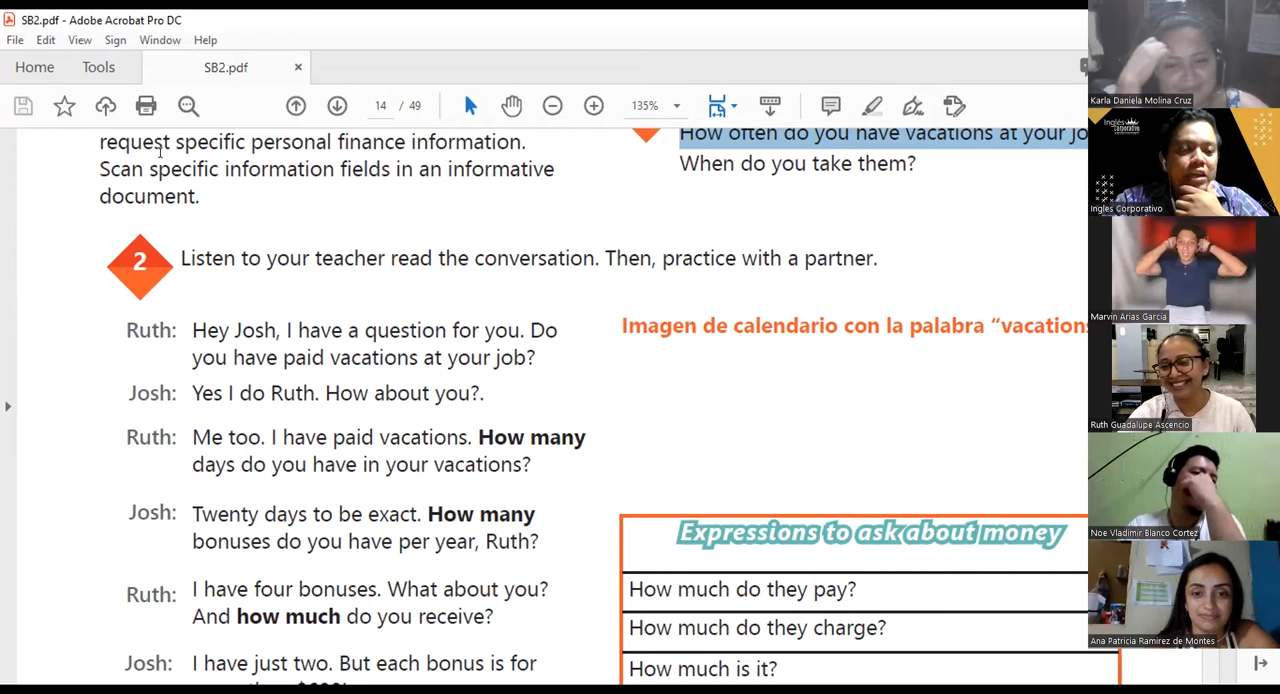 SB2.pdf - Adobe Acrobat Pro DC
File Edit View Sign Window Help
Home Tools SB2.pdf ×
14 / 49 135%
request specific personal finance information.
Scan specific information fields in an informative
document.
How often do you have vacations at your jo
When do you take them?
2 Listen to your teacher read the conversation. Then, practice with a partner.
Ruth: Hey Josh, I have a question for you. Do
you have paid vacations at your job?
Josh: Yes I do Ruth. How about you?.
Ruth: Me too. I have paid vacations. How many
days do you have in your vacations?
Josh: Twenty days to be exact. How many
bonuses do you have per year, Ruth?
Ruth: I have four bonuses. What about you?
And how much do you receive?
Josh: I have just two. But each bonus is for
Imagen de calendario con la palabra “vacations
Expressions to ask about money
How much do they pay?
How much do they charge?
How much is it?
Karla Daniela Molina Cruz
Inglés
Corporativo
Ingles Corporativo
Marvin Arias García
Ruth Guadalupe Ascencio
Noe Vladimir Blanco Cortez
Ana Patricia Ramirez de Montes